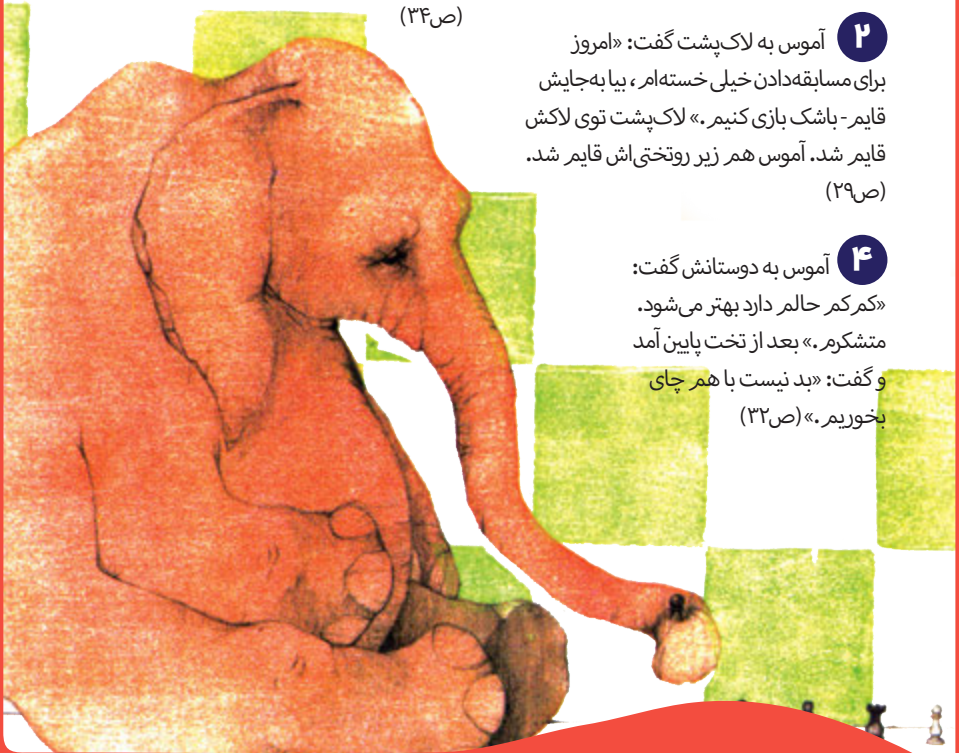 (ص۳۴)
۲ آموس به لاک‌پشت گفت: «امروز
برای مسابقه‌دادن خیلی خسته‌ام، بیا به‌جایش
قایم- باشک بازی کنیم.» لاک‌پشت توی لاکش
قایم شد. آموس هم زیر روتختی‌اش قایم شد.
(ص۲۹)
۴ آموس به دوستانش گفت:
«کم‌کم حالم دارد بهتر می‌شود.
متشکرم.» بعد از تخت پایین آمد
و گفت: «بد نیست با هم چای
بخوریم.» (ص۳۲)